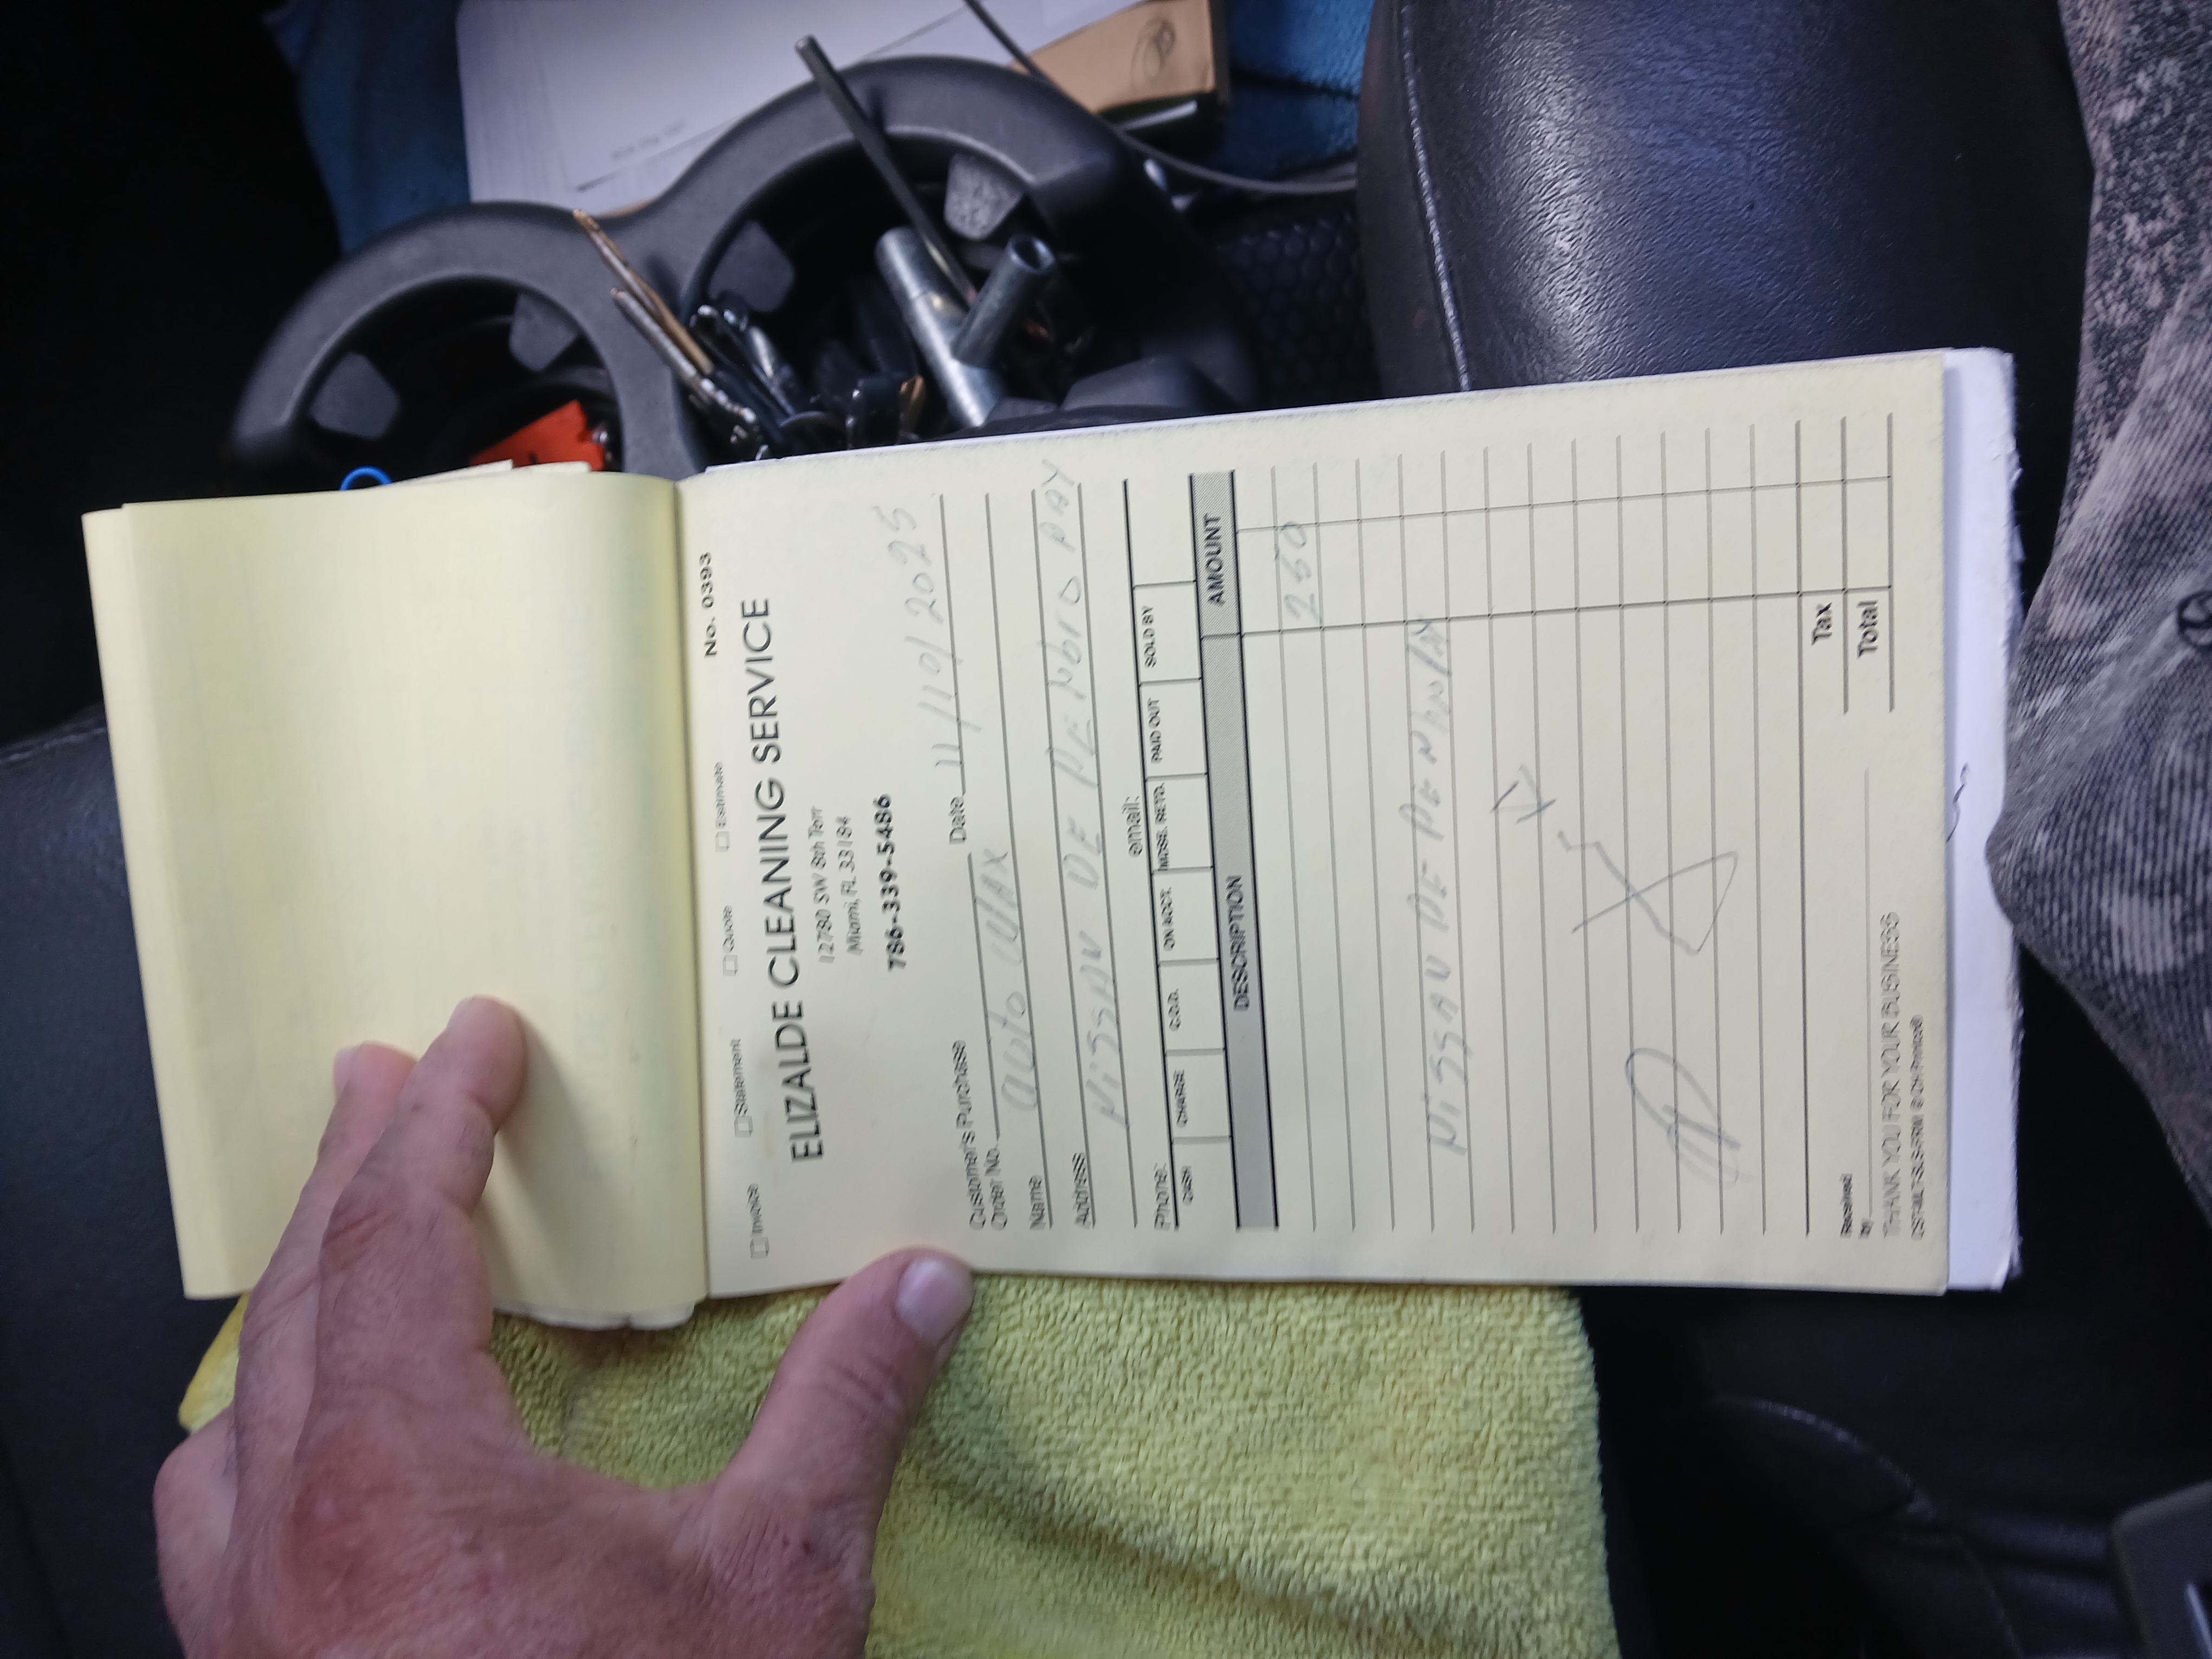 No. 0393
☐ Invoice ☐ Statement ☐ Quote ☐ Estimate
ELIZALDE CLEANING SERVICE
12780 SW 8th Terr
Miami, FL 33184
786-339-5486
Customer's Purchase
Order No. Date 11/10/2025
Name auto WAX
Address Nissan DE PEmbro PAY
Phone: email:
CASH CHARGE C.O.D. ON ACCT. MDSE. RETD. PAID OUT SOLD BY
DESCRIPTION AMOUNT
250
Nissan DE
Tax
Received by Total
THANK YOU FOR YOUR BUSINESS